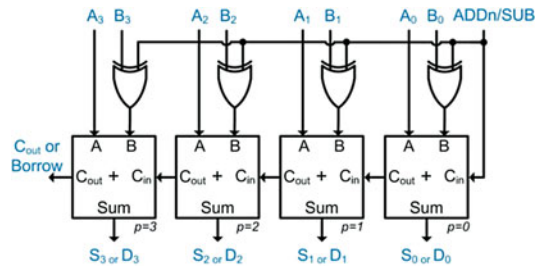 A3 B3 A2 B2 A1 B1 A0 B0 ADDn/SUB
A B A B A B A B
Cout or
Borrow
Cout + Cin Cout + Cin Cout + Cin Cout + Cin
Sum Sum Sum Sum
p=3 p=2 p=1 p=0
S3 or D3 S2 or D2 S1 or D1 S0 or D0